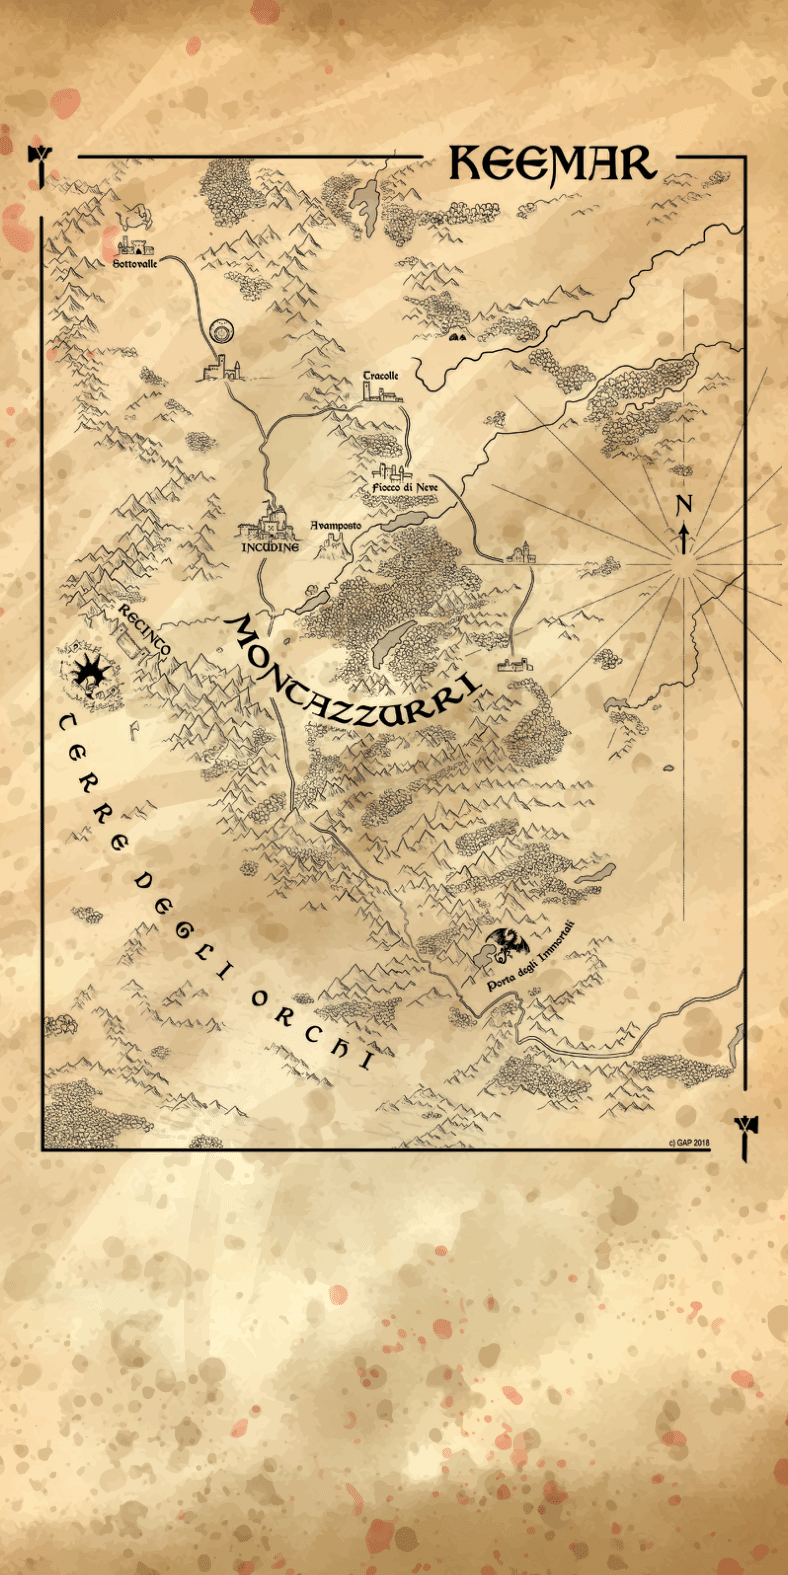 KEEMAR
Sottovalle
Tracolle
Fiocco di Neve
N
Avamposto
INCUDINE
RECINTO
MONTAZZURRI
TERRE DEGLI ORCHI
Porta degli Immortali
c) GAP 2018